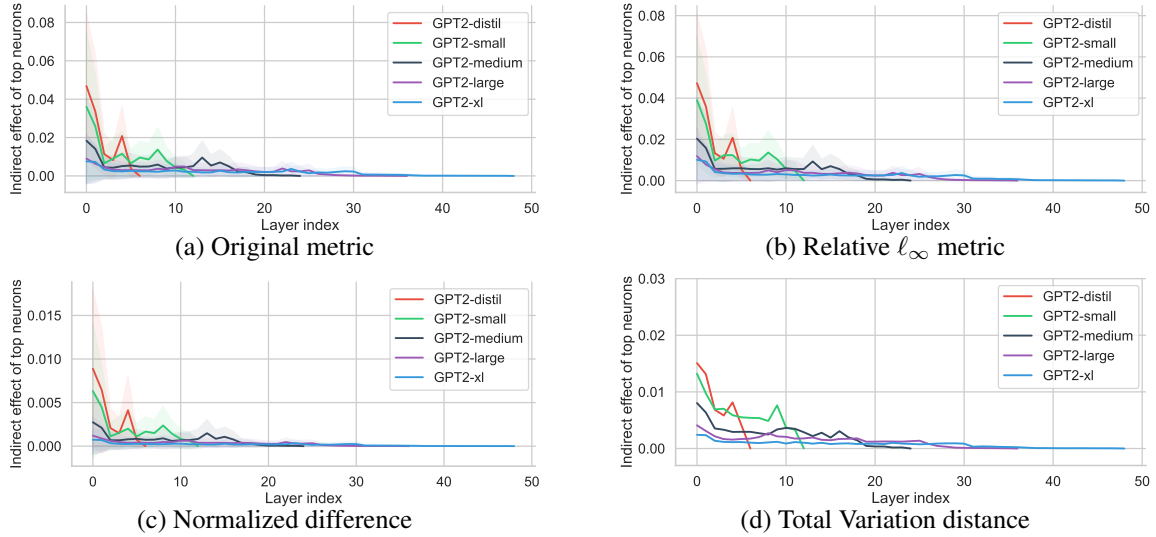 Indirect effect of top neurons
0.08
0.06
0.04
0.02
0.00
GPT2-distil
GPT2-small
GPT2-medium
GPT2-large
GPT2-xl
0 10 20 30 40 50
Layer index
(a) Original metric
Indirect effect of top neurons
0.08
0.06
0.04
0.02
0.00
GPT2-distil
GPT2-small
GPT2-medium
GPT2-large
GPT2-xl
0 10 20 30 40 50
Layer index
(b) Relative ℓ∞ metric
Indirect effect of top neurons
0.015
0.010
0.005
0.000
GPT2-distil
GPT2-small
GPT2-medium
GPT2-large
GPT2-xl
0 10 20 30 40 50
Layer index
(c) Normalized difference
Indirect effect of top neurons
0.03
0.02
0.01
0.00
GPT2-distil
GPT2-small
GPT2-medium
GPT2-large
GPT2-xl
0 10 20 30 40 50
Layer index
(d) Total Variation distance